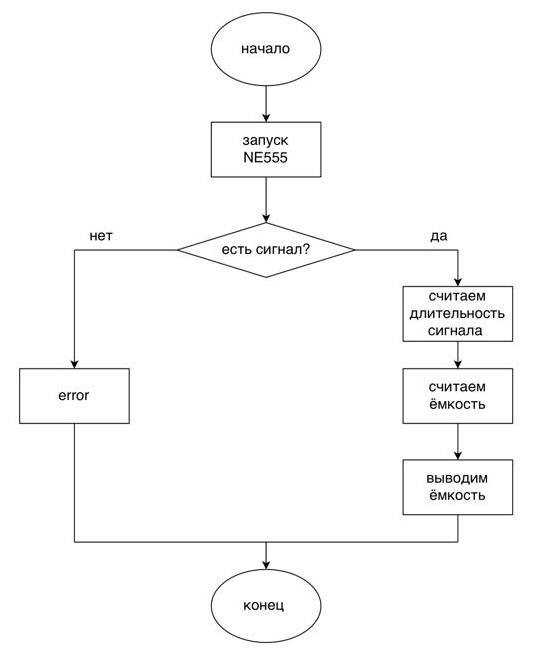 начало
запуск
NE555
есть сигнал?
нет
да
считаем
длительность
сигнала
error
считаем
ёмкость
выводим
ёмкость
конец